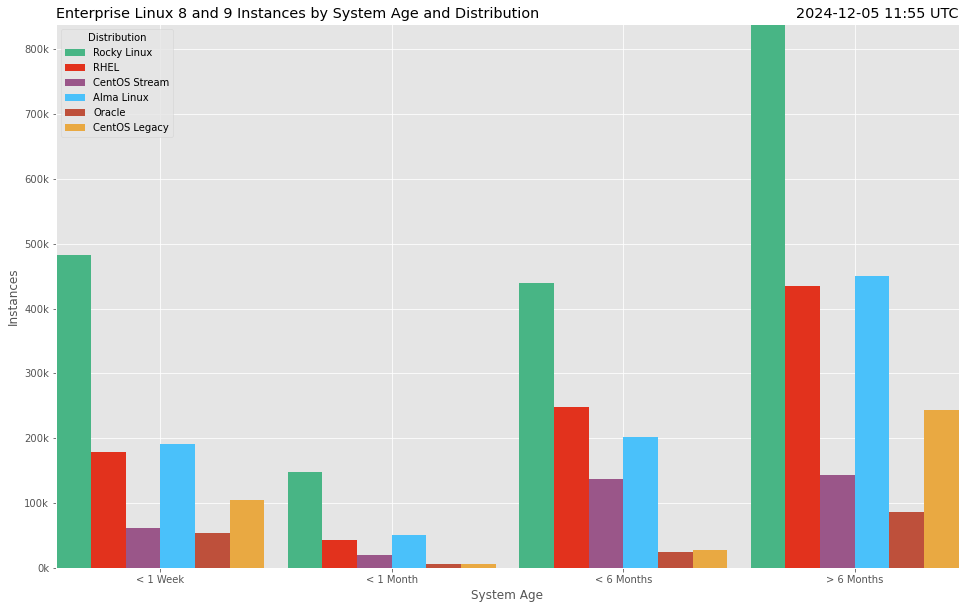 Enterprise Linux 8 and 9 Instances by System Age and Distribution
2024-12-05 11:55 UTC
Distribution
Rocky Linux
RHEL
CentOS Stream
Alma Linux
Oracle
CentOS Legacy
800k
700k
600k
500k
400k
300k
200k
100k
0k
Instances
< 1 Week
< 1 Month
< 6 Months
> 6 Months
System Age